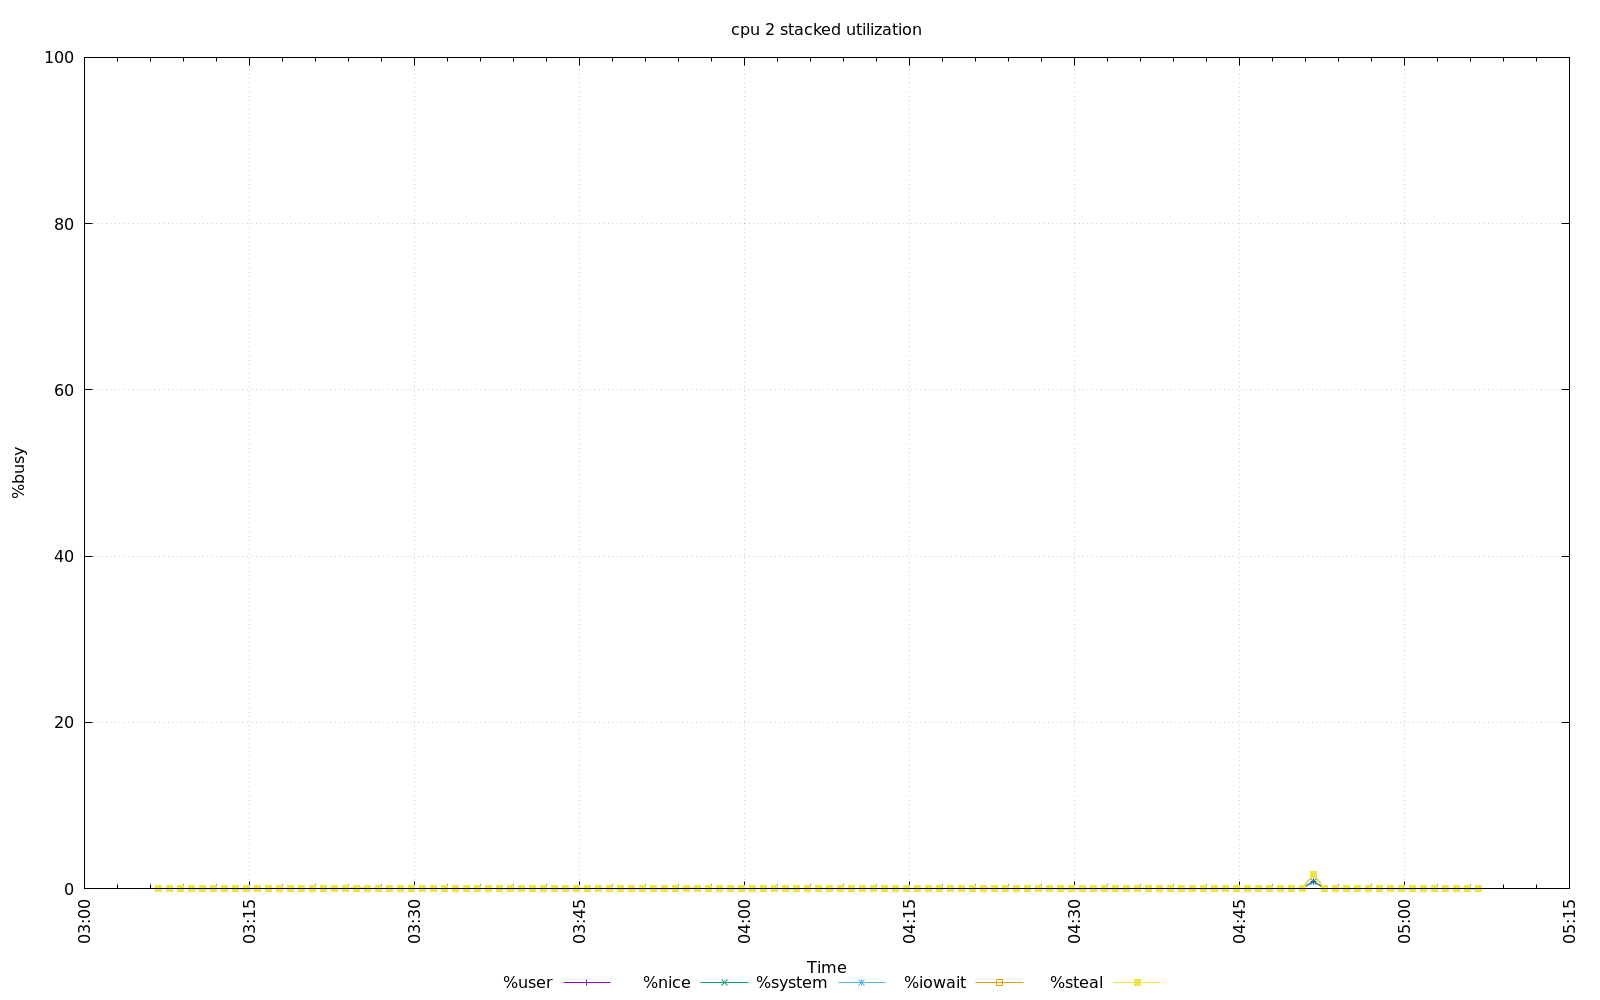 cpu 2 stacked utilization
100
80
60
40
20
0
%busy
03:00 03:15 03:30 03:45 04:00 04:15 04:30 04:45 05:00 05:15
Time
%user %nice %system %iowait %steal